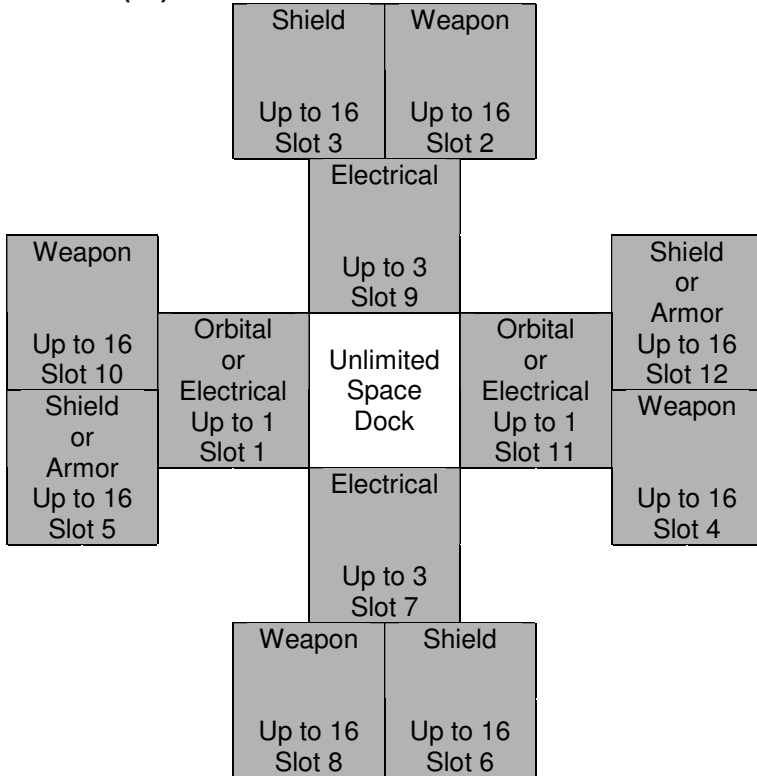 Shield
Up to 16
Slot 3
Weapon
Up to 16
Slot 2
Electrical
Up to 3
Slot 9
Weapon
Up to 16
Slot 10
Shield
or
Armor
Up to 16
Slot 12
Orbital
or
Electrical
Up to 1
Slot 1
Unlimited
Space
Dock
Orbital
or
Electrical
Up to 1
Slot 11
Shield
or
Armor
Up to 16
Slot 5
Weapon
Up to 16
Slot 4
Electrical
Up to 3
Slot 7
Weapon
Up to 16
Slot 8
Shield
Up to 16
Slot 6